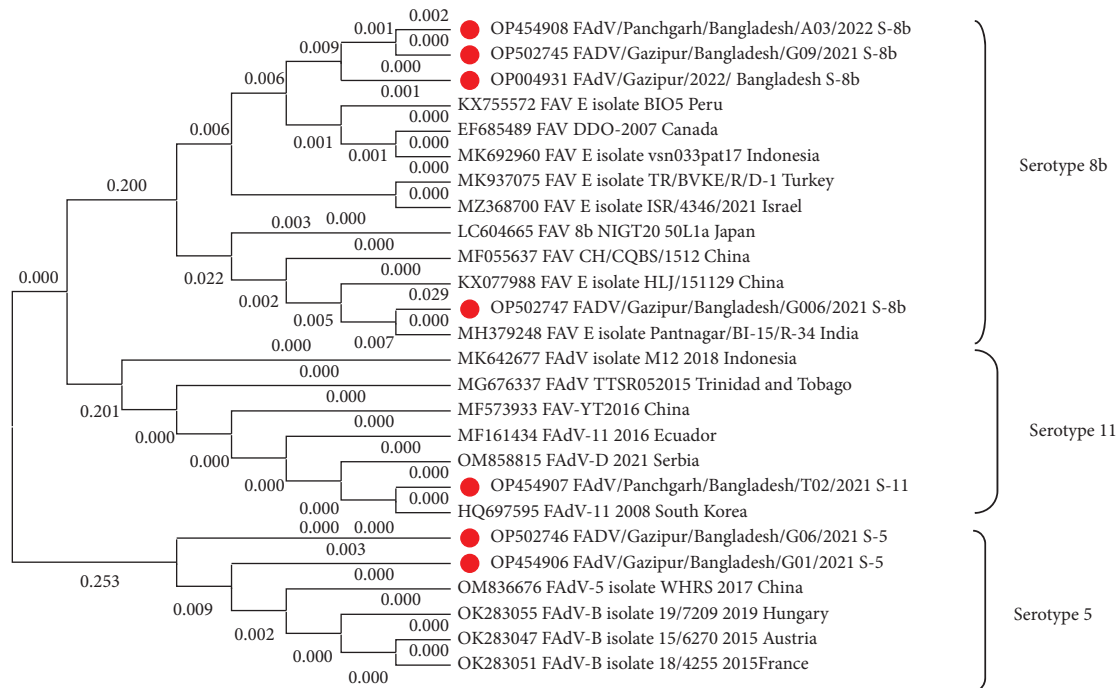 0.002
0.001
OP454908 FAdV/Panchgarh/Bangladesh/A03/2022 S-8b
0.000
0.009
OP502745 FADV/Gazipur/Bangladesh/G09/2021 S-8b
0.000
0.006
OP004931 FAdV/Gazipur/2022/ Bangladesh S-8b
0.001
KX755572 FAV E isolate BIO5 Peru
0.000
0.006
EF685489 FAV DDO-2007 Canada
0.001
0.000
0.001
MK692960 FAV E isolate vsn033pat17 Indonesia
0.000
MK937075 FAV E isolate TR/BVKE/R/D-1 Turkey
0.200
0.000
MZ368700 FAV E isolate ISR/4346/2021 Israel
0.003
0.000
LC604665 FAV 8b NIGT20 50L1a Japan
0.000
MF055637 FAV CH/CQBS/1512 China
0.000
0.022
0.000
KX077988 FAV E isolate HLJ/151129 China
0.002
0.029
OP502747 FADV/Gazipur/Bangladesh/G006/2021 S-8b
0.005
0.000
0.007
MH379248 FAV E isolate Pantnagar/BI-15/R-34 India
Serotype 8b
0.000
MK642677 FAdV isolate M12 2018 Indonesia
0.000
MG676337 FAdV TTSR052015 Trinidad and Tobago
0.201
0.000
MF573933 FAV-YT2016 China
0.000
0.000
MF161434 FAdV-11 2016 Ecuador
0.000
0.000
OM858815 FAdV-D 2021 Serbia
0.000
0.000
OP454907 FAdV/Panchgarh/Bangladesh/T02/2021 S-11
0.000
0.000
HQ697595 FAdV-11 2008 South Korea
Serotype 11
0.000
0.000
OP502746 FADV/Gazipur/Bangladesh/G06/2021 S-5
0.003
OP454906 FAdV/Gazipur/Bangladesh/G01/2021 S-5
0.253
0.000
OM836676 FAdV-5 isolate WHRS 2017 China
0.009
0.000
OK283055 FAdV-B isolate 19/7209 2019 Hungary
0.002
0.000
OK283047 FAdV-B isolate 15/6270 2015 Austria
0.000
0.000
OK283051 FAdV-B isolate 18/4255 2015France
0.000
Serotype 5